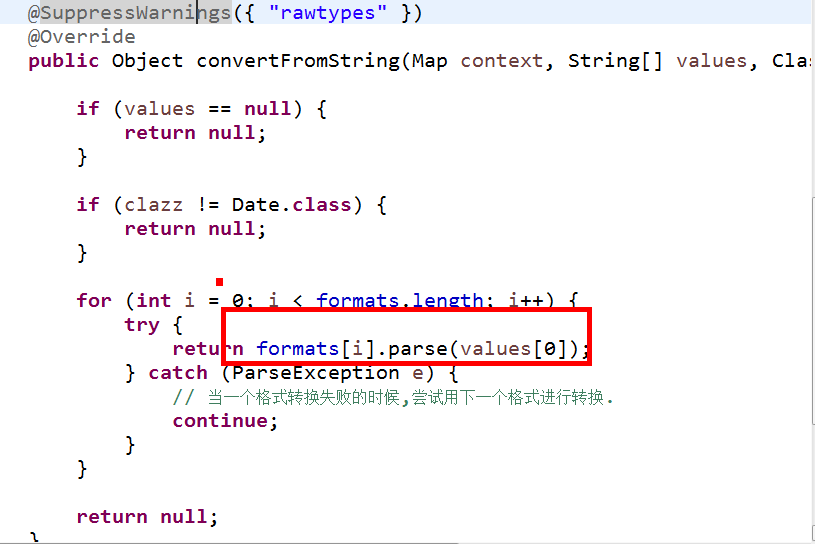 @SuppressWarnings({ "rawtypes" })
@Override
public Object convertFromString(Map context, String[] values, Clas
if (values == null) {
return null;
}
if (clazz != Date.class) {
return null;
}
for (int i = 0; i < formats.length; i++) {
try {
return formats[i].parse(values[0]);
} catch (ParseException e) {
// 当一个格式转换失败的时候,尝试用下一个格式进行转换.
continue;
}
}
return null;
}